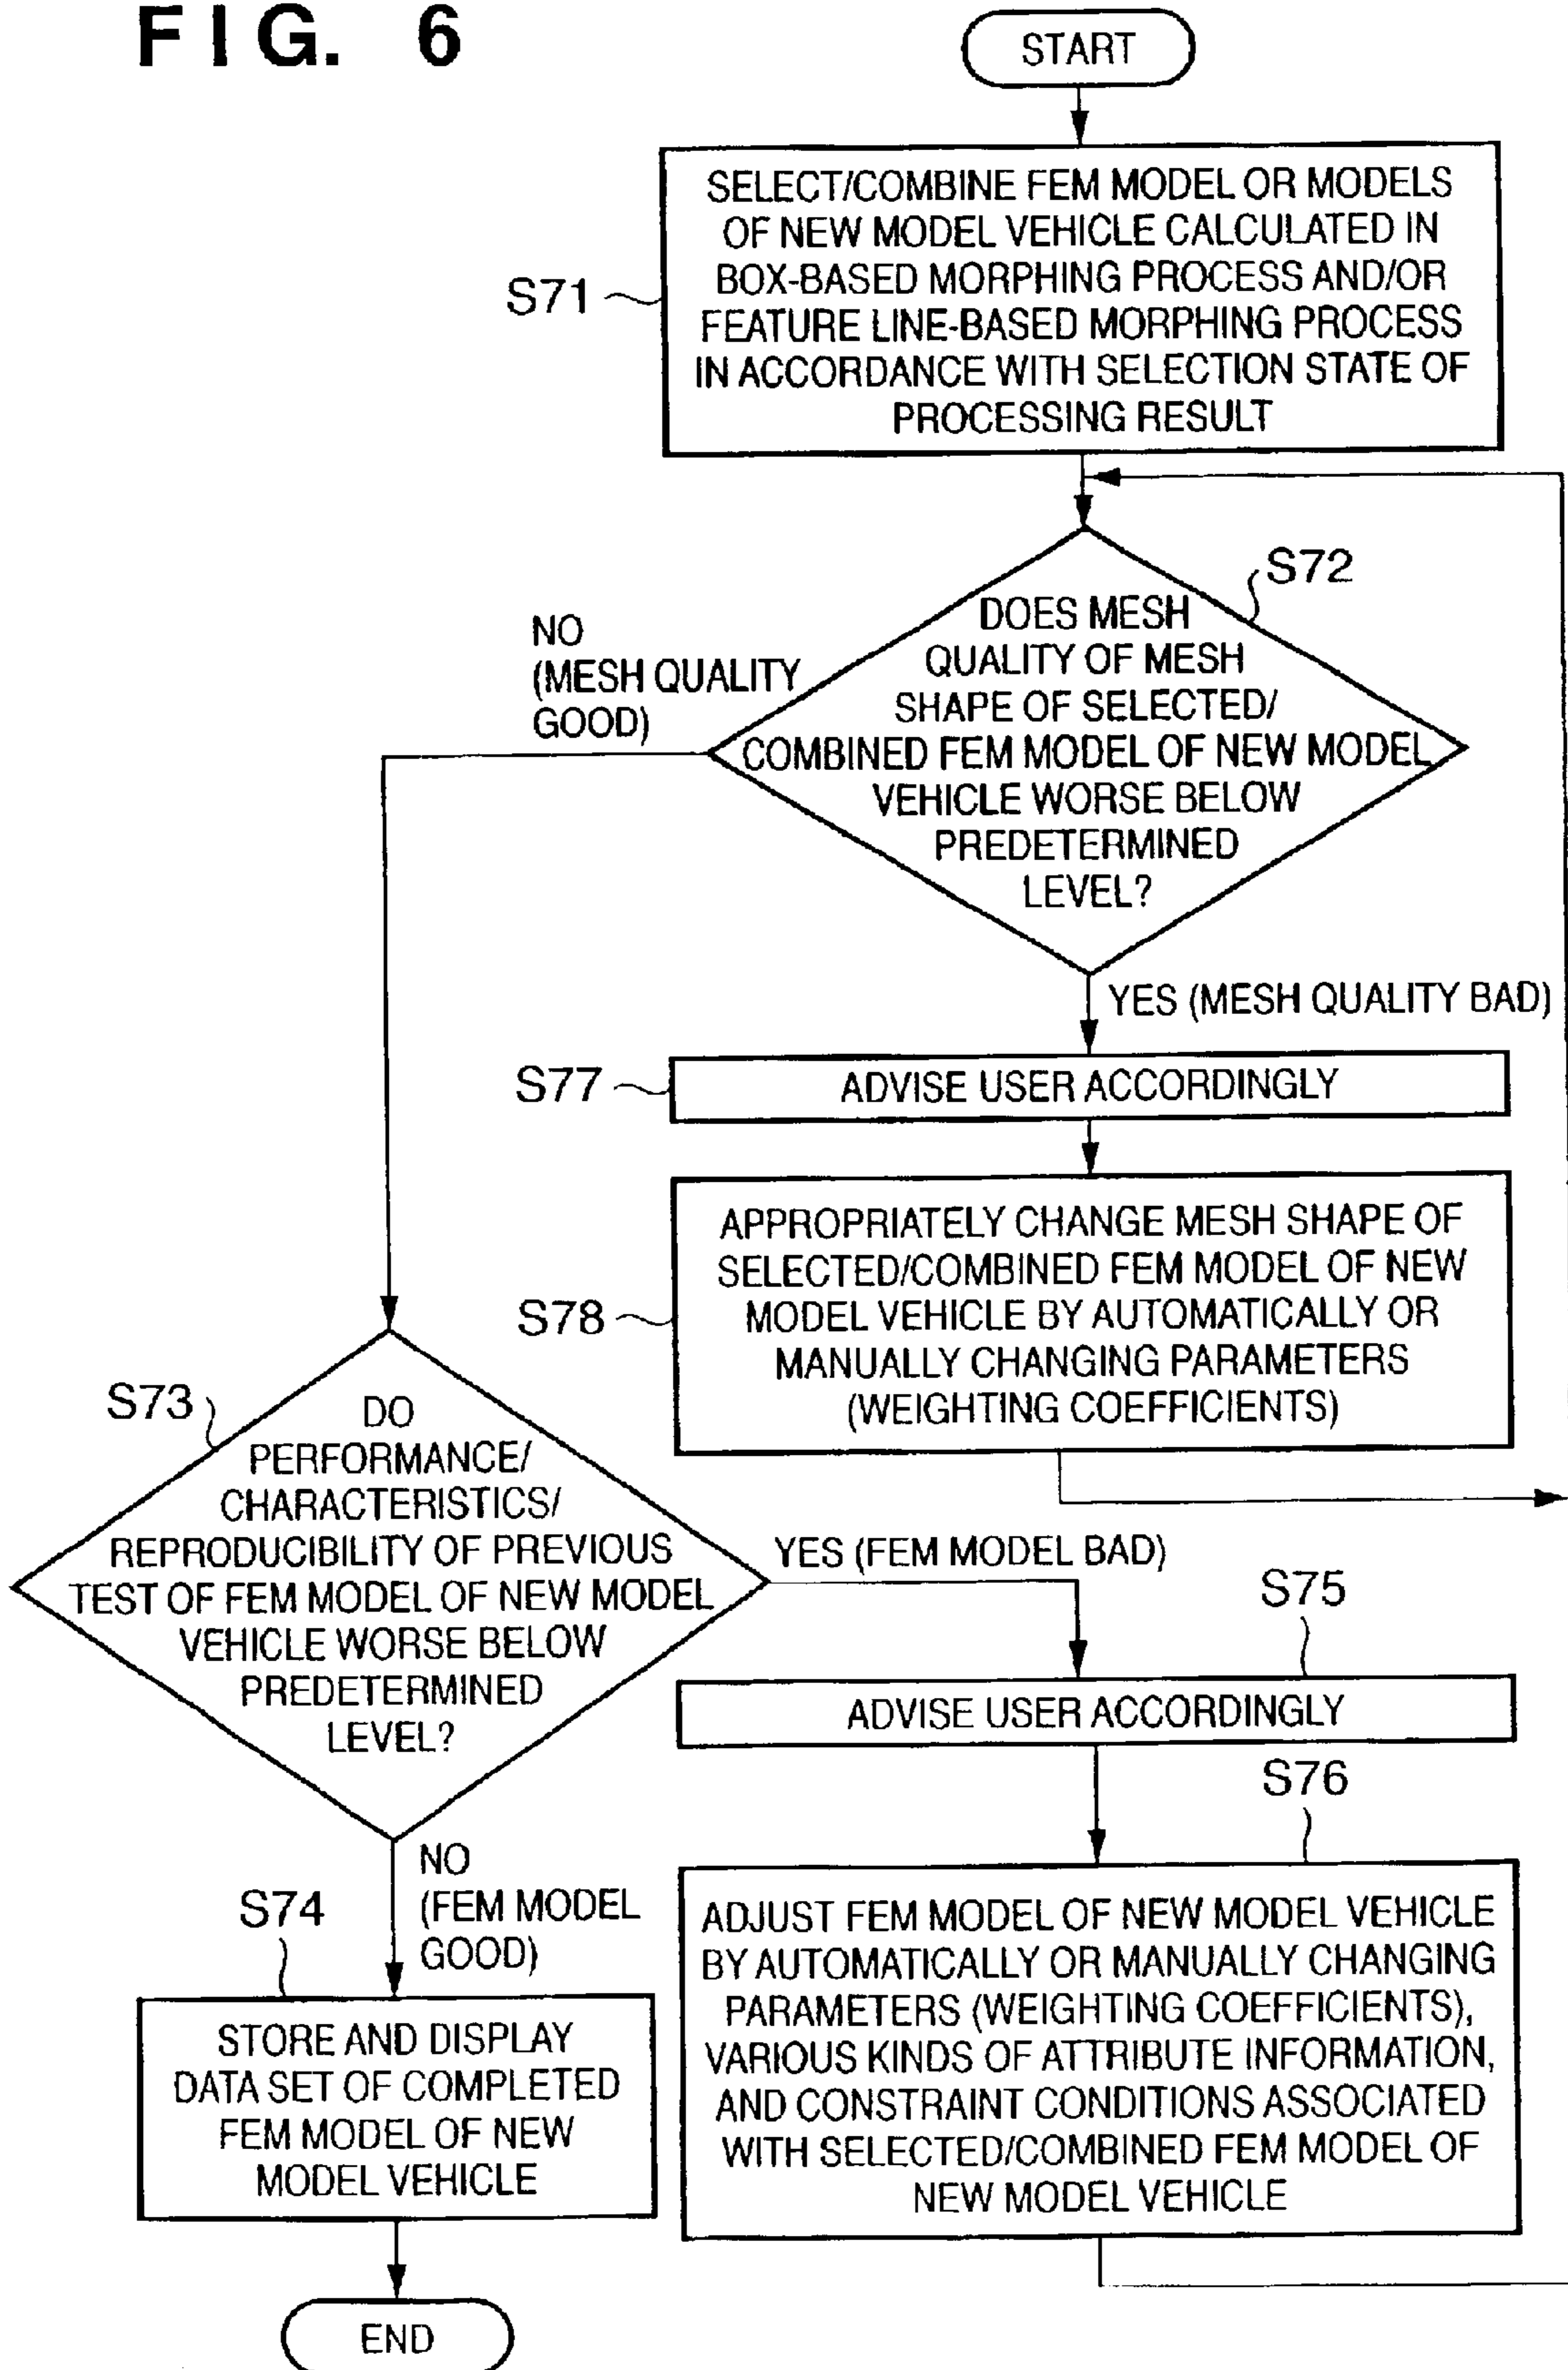 FIG. 6
START
S71
SELECT/COMBINE FEM MODEL OR MODELS
OF NEW MODEL VEHICLE CALCULATED IN
BOX-BASED MORPHING PROCESS AND/OR
FEATURE LINE-BASED MORPHING PROCESS
IN ACCORDANCE WITH SELECTION STATE OF
PROCESSING RESULT
S72
DOES MESH
QUALITY OF MESH
SHAPE OF SELECTED/
COMBINED FEM MODEL OF NEW MODEL
VEHICLE WORSE BELOW
PREDETERMINED
LEVEL?
NO
(MESH QUALITY
GOOD)
YES (MESH QUALITY BAD)
S77
ADVISE USER ACCORDINGLY
S78
APPROPRIATELY CHANGE MESH SHAPE OF
SELECTED/COMBINED FEM MODEL OF NEW
MODEL VEHICLE BY AUTOMATICALLY OR
MANUALLY CHANGING PARAMETERS
(WEIGHTING COEFFICIENTS)
S73
DO
PERFORMANCE/
CHARACTERISTICS/
REPRODUCIBILITY OF PREVIOUS
TEST OF FEM MODEL OF NEW MODEL
VEHICLE WORSE BELOW
PREDETERMINED
LEVEL?
YES (FEM MODEL BAD)
S75
ADVISE USER ACCORDINGLY
S76
ADJUST FEM MODEL OF NEW MODEL VEHICLE
BY AUTOMATICALLY OR MANUALLY CHANGING
PARAMETERS (WEIGHTING COEFFICIENTS),
VARIOUS KINDS OF ATTRIBUTE INFORMATION,
AND CONSTRAINT CONDITIONS ASSOCIATED
WITH SELECTED/COMBINED FEM MODEL OF
NEW MODEL VEHICLE
NO
(FEM MODEL
GOOD)
S74
STORE AND DISPLAY
DATA SET OF COMPLETED
FEM MODEL OF NEW
MODEL VEHICLE
END